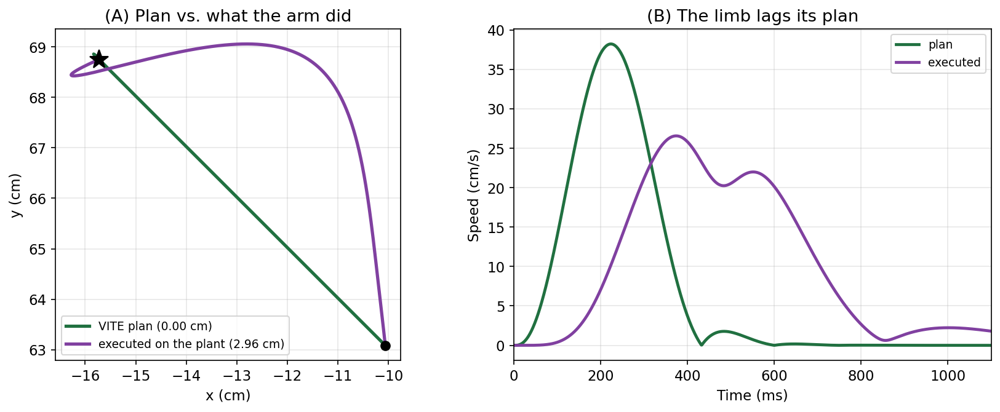 (A) Plan vs. what the arm did
69
68
67
66
65
64
63
y (cm)
VITE plan (0.00 cm)
executed on the plant (2.96 cm)
−16 −15 −14 −13 −12 −11 −10
x (cm)
(B) The limb lags its plan
40
35
30
25
20
15
10
5
0
Speed (cm/s)
plan
executed
0 200 400 600 800 1000
Time (ms)